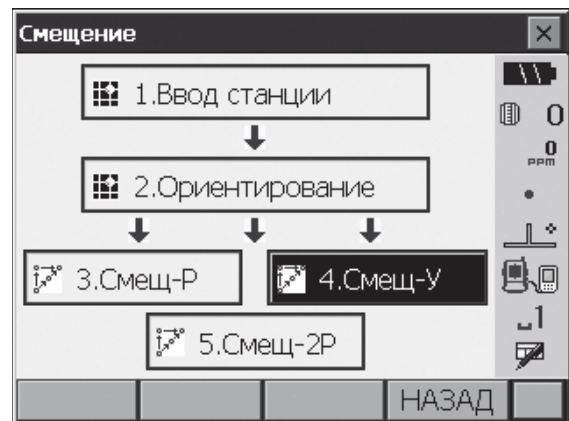 Смещение
1.Ввод станции
0
0
ppm
2.Ориентирование
3.Смещ-Р
4.Смещ-У
1
5.Смещ-2Р
НАЗАД